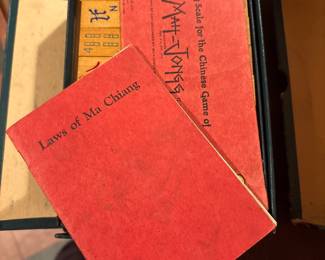 N
d Scale for the Chinese Game of
MAH-JONGG
Laws of Ma Chiang